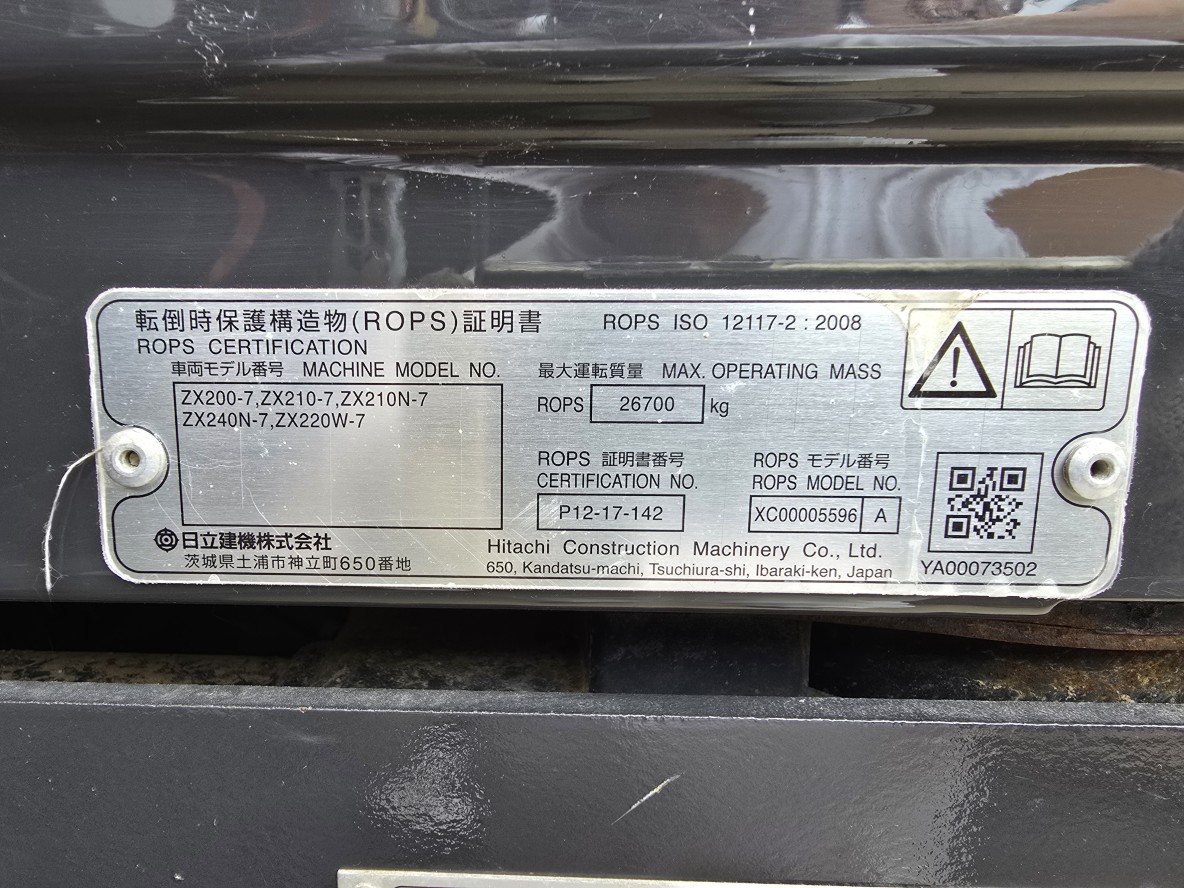 転倒時保護構造物(ROPS)証明書 ROPS ISO 12117-2 : 2008
ROPS CERTIFICATION
車両モデル番号 MACHINE MODEL NO.
ZX200-7,ZX210-7,ZX210N-7
ZX240N-7,ZX220W-7
最大運転質量 MAX. OPERATING MASS
ROPS 26700 kg
ROPS 証明書番号
CERTIFICATION NO.
P12-17-142
ROPS モデル番号
ROPS MODEL NO.
XC00005596 A
日立建機株式会社
茨城県土浦市神立町650番地
Hitachi Construction Machinery Co., Ltd.
650, Kandatsu-machi, Tsuchiura-shi, Ibaraki-ken, Japan
YA00073502